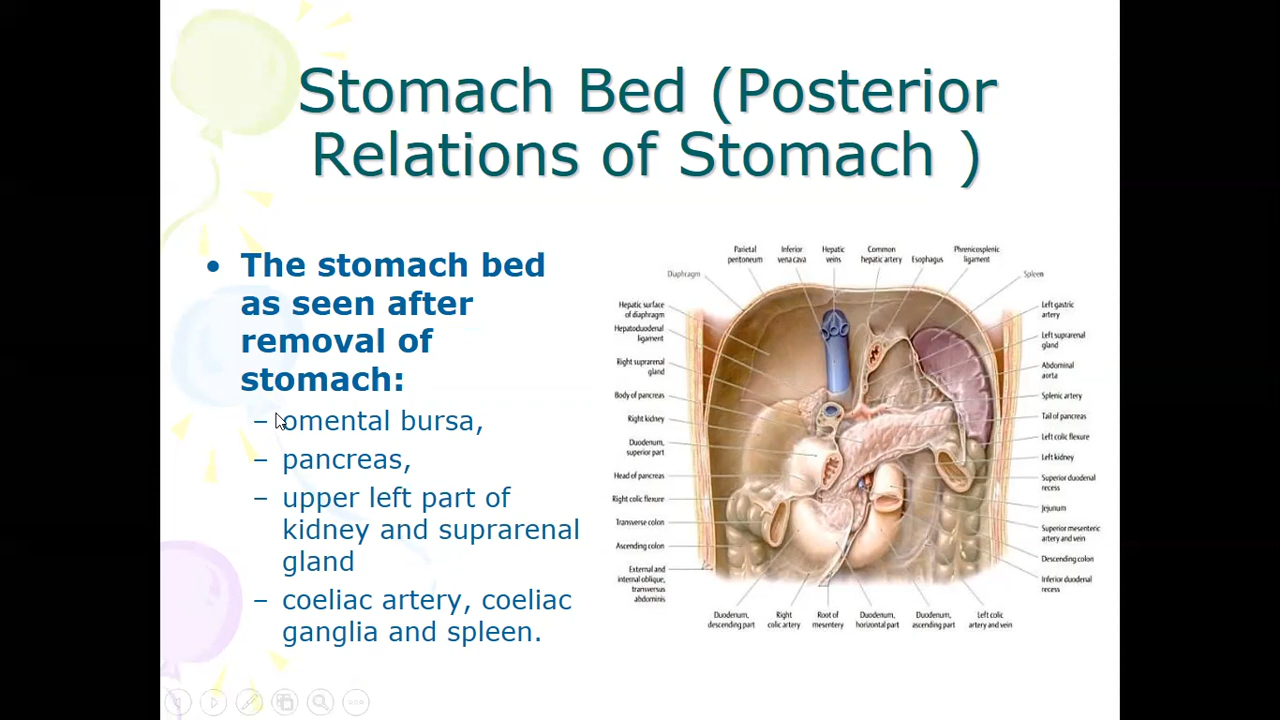 Stomach Bed (Posterior
Relations of Stomach )
• The stomach bed
as seen after
removal of
stomach:
– omental bursa,
– pancreas,
– upper left part of
kidney and suprarenal
gland
– coeliac artery, coeliac
ganglia and spleen.
Parietal
pentoneum
Inferior
vena cava
Hepatic
veins
Common
hepatic artery
Esophagus
Phrenicosplenic
ligament
Diaphragm
Spleen
Hepatic surface
of diaphragm
Hepatoduodenal
ligament
Right suprarenal
gland
Body of pancreas
Right kidney
Duodenum,
superior part
Head of pancreas
Right colic flexure
Transverse colon
Ascending colon
External and
internal oblique,
transversus
abdominis
Left gastric
artery
Left suprarenal
gland
Abdominal
aorta
Splenic artery
Tail of pancreas
Left colic flexure
Left kidney
Superior duodenal
recess
Jejunum
Superior mesenteric
artery and vein
Descending colon
Inferior duodenal
recess
Duodenum,
descending part
Right
colic artery
Root of
mesentery
Duodenum,
horizontal part
Duodenum,
ascending part
Left colic
artery and vein